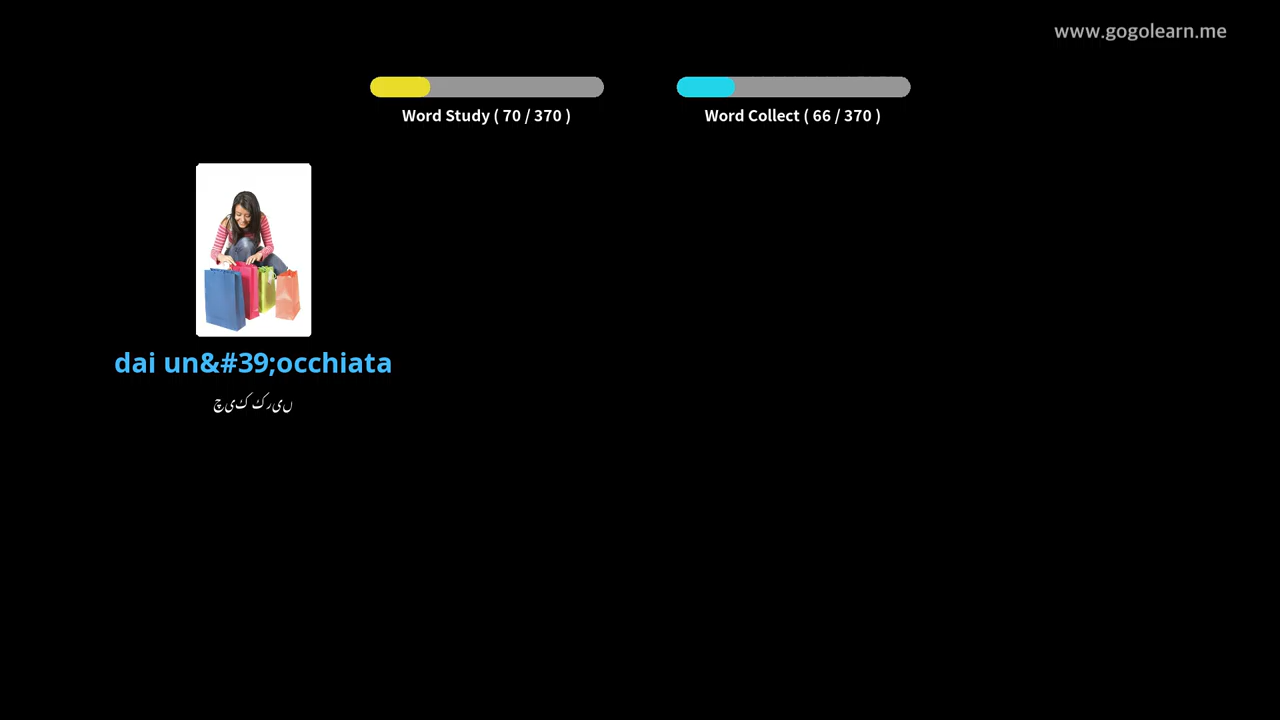 www.gogolearn.me
Word Study ( 70 / 370 )
Word Collect ( 66 / 370 )
dai un&#39;occhiata
چیک کریں